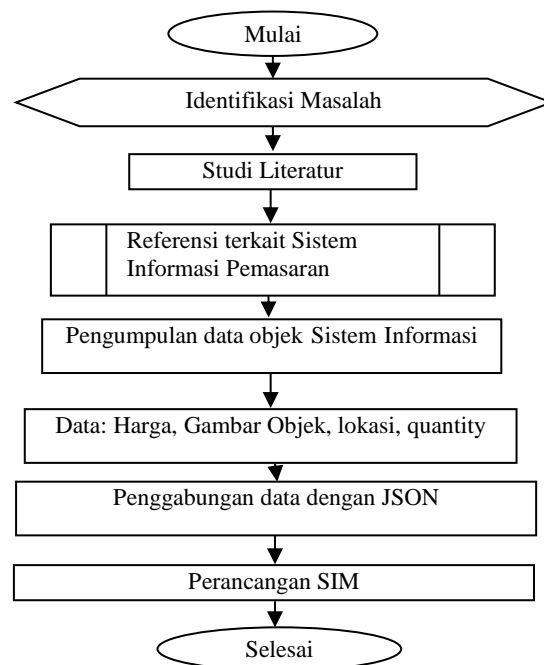 Mulai
Identifikasi Masalah
Studi Literatur
Referensi terkait Sistem
Informasi Pemasaran
Pengumpulan data objek Sistem Informasi
Data: Harga, Gambar Objek, lokasi, quantity
Penggabungan data dengan JSON
Perancangan SIM
Selesai